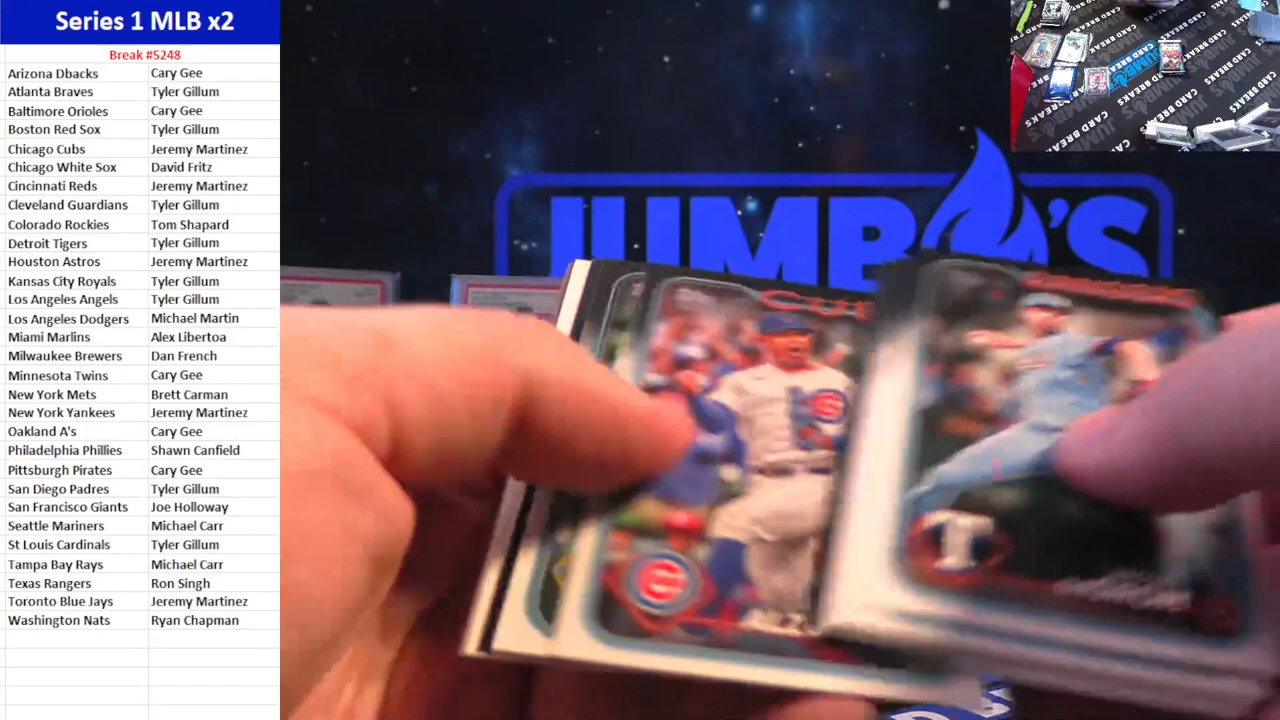 Series 1 MLB x2
Break #5248
Arizona Dbacks Cary Gee
Atlanta Braves Tyler Gillum
Baltimore Orioles Cary Gee
Boston Red Sox Tyler Gillum
Chicago Cubs Jeremy Martinez
Chicago White Sox David Fritz
Cincinnati Reds Jeremy Martinez
Cleveland Guardians Tyler Gillum
Colorado Rockies Tom Shapard
Detroit Tigers Tyler Gillum
Houston Astros Jeremy Martinez
Kansas City Royals Tyler Gillum
Los Angeles Angels Tyler Gillum
Los Angeles Dodgers Michael Martin
Miami Marlins Alex Libertoa
Milwaukee Brewers Dan French
Minnesota Twins Cary Gee
New York Mets Brett Carman
New York Yankees Jeremy Martinez
Oakland A's Cary Gee
Philadelphia Phillies Shawn Canfield
Pittsburgh Pirates Cary Gee
San Diego Padres Tyler Gillum
San Francisco Giants Joe Holloway
Seattle Mariners Michael Carr
St Louis Cardinals Tyler Gillum
Tampa Bay Rays Michael Carr
Texas Rangers Ron Singh
Toronto Blue Jays Jeremy Martinez
Washington Nats Ryan Chapman
JUMBO'S
JUMBO
CARD BREAKS